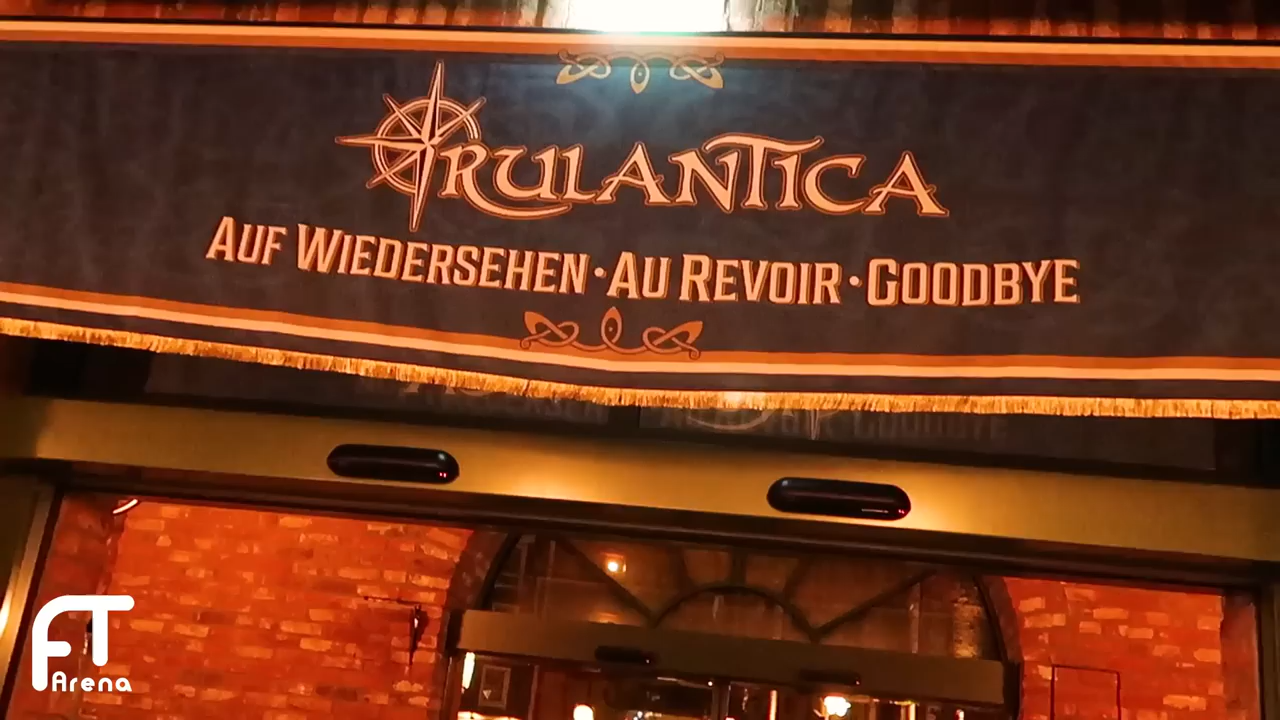 RULANTICA
AUF WIEDERSEHEN · AU REVOIR · GOODBYE
FT
Arena